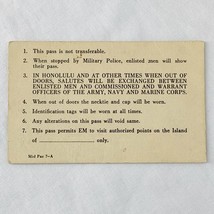 1. This pass is not transferable.
2. When stopped by Military Police, enlisted men will show
their pass.
3. IN HONOLULU AND AT OTHER TIMES WHEN OUT OF
DOORS, SALUTES WILL BE EXCHANGED BETWEEN
ENLISTED MEN AND COMMISSIONED AND WARRANT
OFFICERS OF THE ARMY, NAVY AND MARINE CORPS.
4. When out of doors the necktie and cap will be worn.
5. Identification tags will be worn at all times.
6. Any alterations on this pass will void same.
7. This pass permits EM to visit authorized points on the Island
of ____________ only.
Mid Pac 7-A